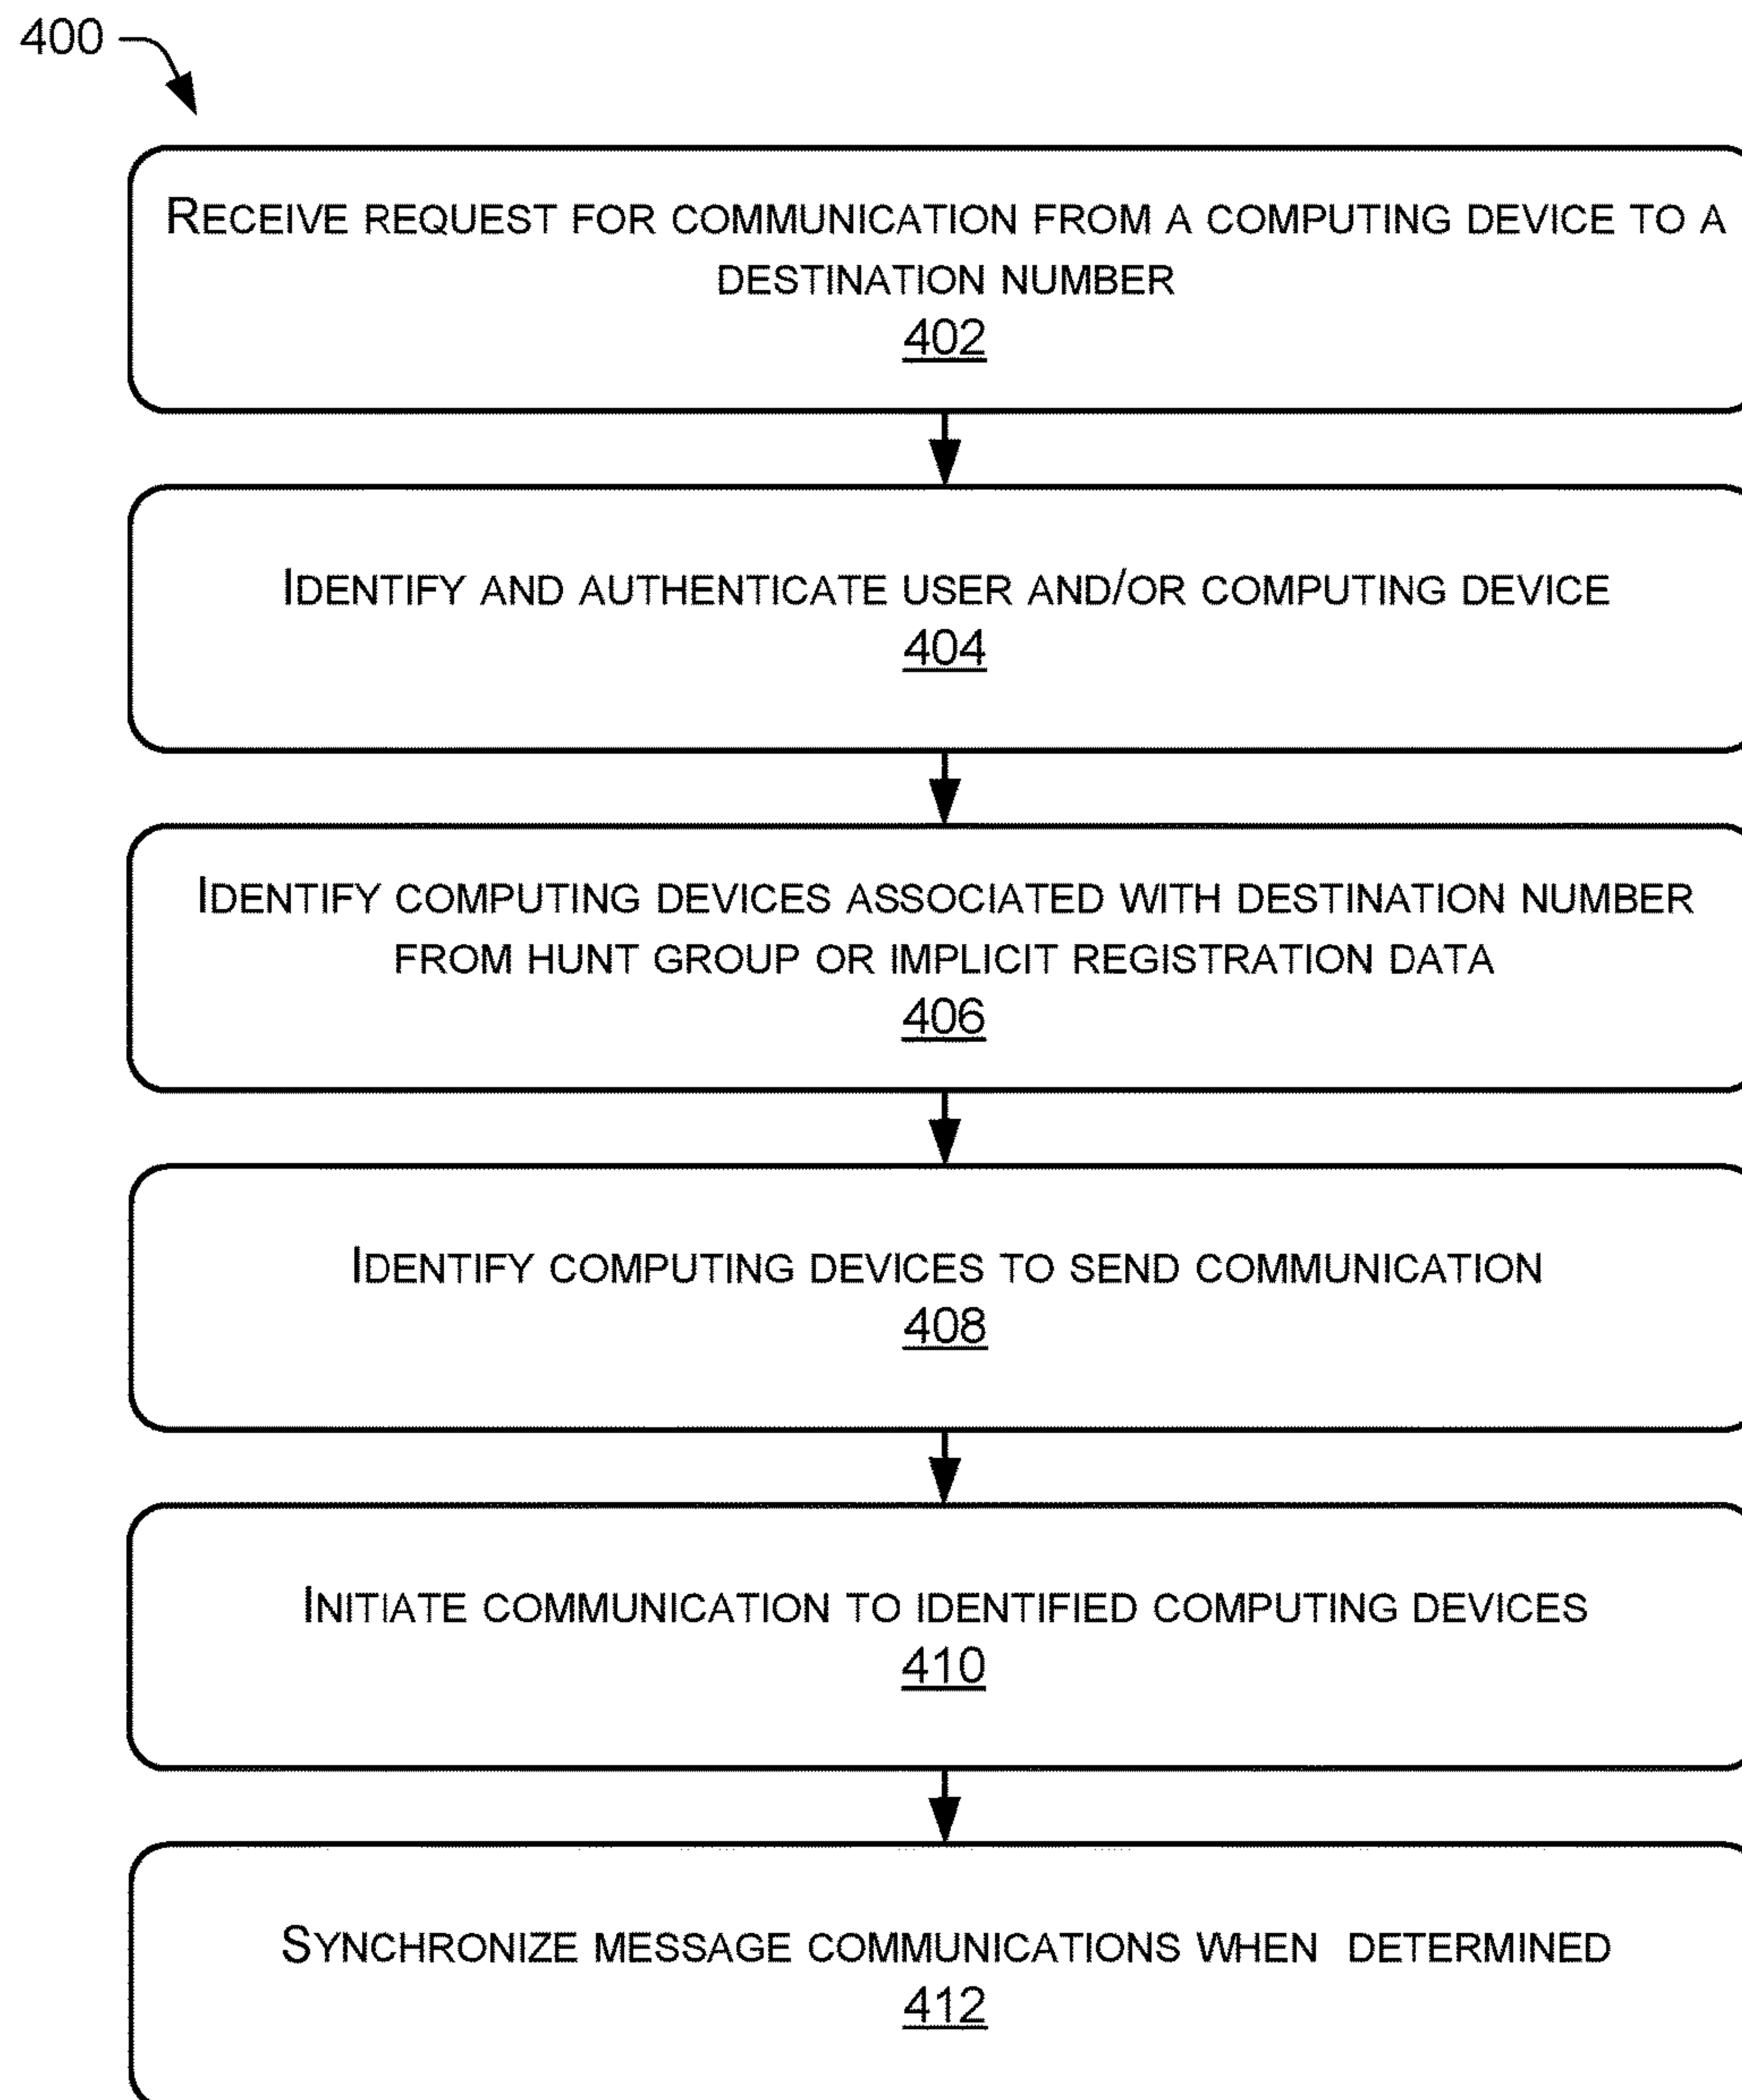 400
RECEIVE REQUEST FOR COMMUNICATION FROM A COMPUTING DEVICE TO A
DESTINATION NUMBER
402
IDENTIFY AND AUTHENTICATE USER AND/OR COMPUTING DEVICE
404
IDENTIFY COMPUTING DEVICES ASSOCIATED WITH DESTINATION NUMBER
FROM HUNT GROUP OR IMPLICIT REGISTRATION DATA
406
IDENTIFY COMPUTING DEVICES TO SEND COMMUNICATION
408
INITIATE COMMUNICATION TO IDENTIFIED COMPUTING DEVICES
410
SYNCHRONIZE MESSAGE COMMUNICATIONS WHEN DETERMINED
412